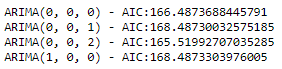 ARIMA(0, 0, 0) - AIC:166.4873688445791
ARIMA(0, 0, 1) - AIC:168.48730032575185
ARIMA(0, 0, 2) - AIC:165.51992707035285
ARIMA(1, 0, 0) - AIC:168.4873303976005